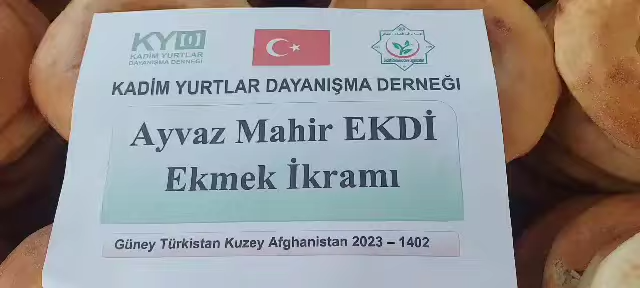 KYDD
KADİM YURTLAR
DAYANIŞMA DERNEĞİ
KADİM YURTLAR DAYANIŞMA DERNEĞİ
Ayvaz Mahir EKDİ
Ekmek İkramı
Güney Türkistan Kuzey Afghanistan 2023 – 1402